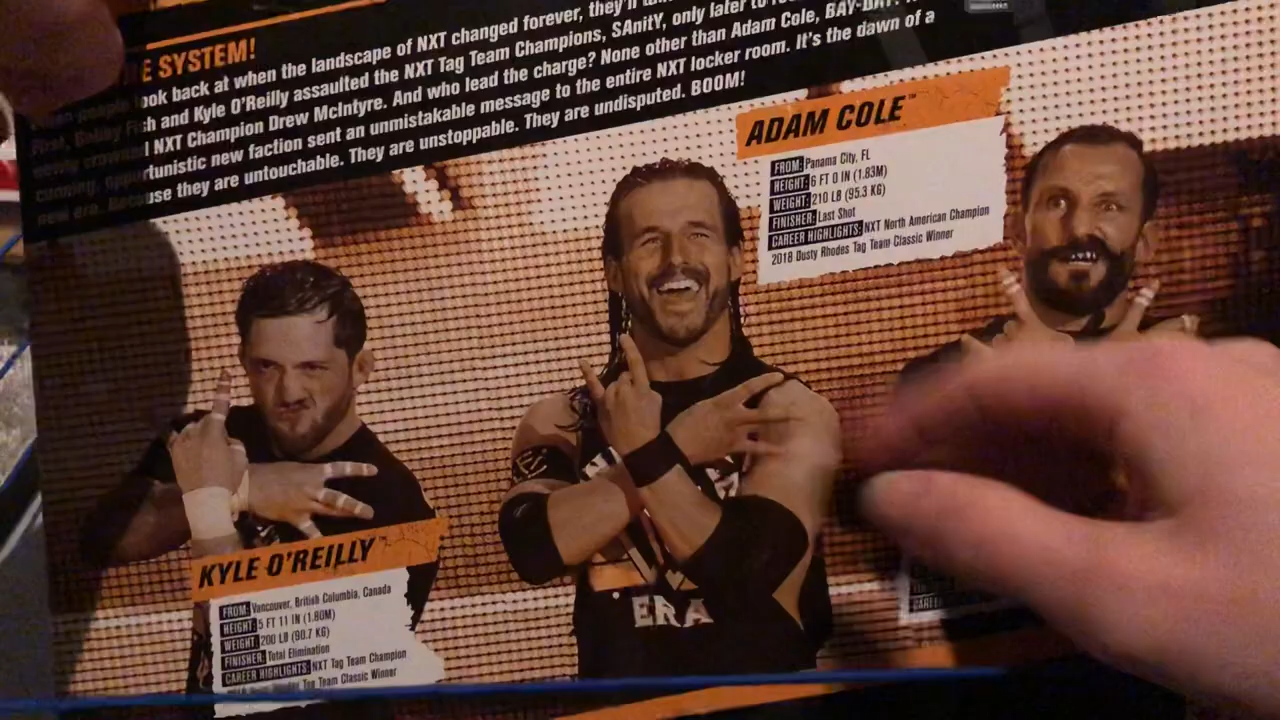 E SYSTEM!
ook back at when the landscape of NXT changed forever, they'll
First, Bobby Fish and Kyle O'Reilly assaulted the NXT Tag Team Champions, SAnitY, only later to
newly crowned NXT Champion Drew McIntyre. And who lead the charge? None other than Adam Cole, BAY-BAY!
cunning, opportunistic new faction sent an unmistakable message to the entire NXT locker room. It's the dawn of a
new era. Because they are untouchable. They are unstoppable. They are undisputed. BOOM!
ADAM COLE™
FROM: Panama City, FL
HEIGHT: 6 FT 0 IN (1.83M)
WEIGHT: 210 LB (95.3 KG)
FINISHER: Last Shot
CAREER HIGHLIGHTS: NXT North American Champion
2018 Dusty Rhodes Tag Team Classic Winner
ERA
KYLE O'REILLY™
FROM: Vancouver, British Columbia, Canada
HEIGHT: 5 FT 11 IN (1.80M)
WEIGHT: 200 LB (90.7 KG)
FINISHER: Total Elimination
CAREER HIGHLIGHTS: NXT Tag Team Champion
2018 Dusty Rhodes Tag Team Classic Winner
CAREER